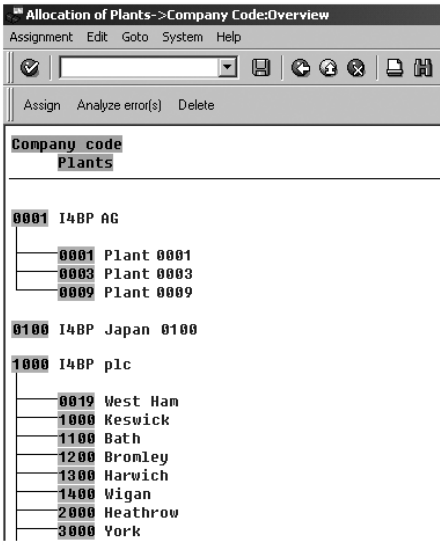 Allocation of Plants->Company Code:Overview
Assignment Edit Goto System Help
Assign Analyze error(s) Delete
Company code
Plants
0001 I4BP AG
0001 Plant 0001
0003 Plant 0003
0009 Plant 0009
0100 I4BP Japan 0100
1000 I4BP plc
0019 West Ham
1000 Keswick
1100 Bath
1200 Bromley
1300 Harwich
1400 Wigan
2000 Heathrow
3000 York